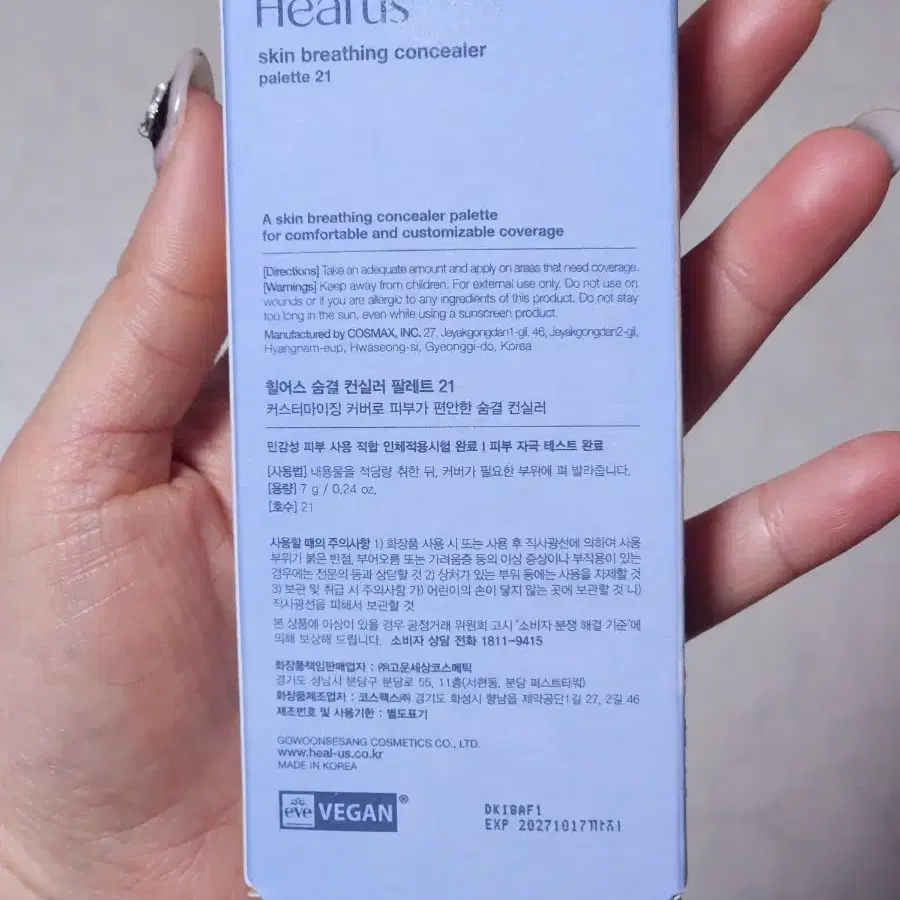 Heal us
skin breathing concealer
palette 21
A skin breathing concealer palette
for comfortable and customizable coverage
[Directions] Take an adequate amount and apply on areas that need coverage.
[Warnings] Keep away from children. For external use only. Do not use on
wounds or if you are allergic to any ingredients of this product. Do not stay
too long in the sun, even while using a sunscreen product.
Manufactured by COSMAX, INC. 27, Jeyakgongdan1-gil, 46, Jeyakgongdan2-gil,
Hyangnam-eup, Hwaseong-si, Gyeonggi-do, Korea
힐어스 숨결 컨실러 팔레트 21
커스터마이징 커버로 피부가 편안한 숨결 컨실러
민감성 피부 사용 적합 인체적용시험 완료 I 피부 자극 테스트 완료
[사용법] 내용물을 적당량 취한 뒤, 커버가 필요한 부위에 펴 발라줍니다.
[용량] 7 g / 0.24 oz.
[호수] 21
사용할 때의 주의사항 1) 화장품 사용 시 또는 사용 후 직사광선에 의하여 사용
부위가 붉은 반점, 부어오름 또는 가려움증 등의 이상 증상이나 부작용이 있는
경우에는 전문의 등과 상담할 것 2) 상처가 있는 부위 등에는 사용을 자제할 것
3) 보관 및 취급 시 주의사항 가) 어린이의 손이 닿지 않는 곳에 보관할 것 나)
직사광선을 피해서 보관할 것
본 상품에 이상이 있을 경우 공정거래 위원회 고시 "소비자 분쟁 해결 기준"에
의해 보상해 드립니다. 소비자 상담 전화 1811-9415
화장품책임판매업자 : ㈜고운세상코스메틱
경기도 성남시 분당구 분당로 55, 11층(서현동, 분당 퍼스트타워)
화장품제조업자 : 코스맥스㈜ 경기도 화성시 향남읍 제약공단1길 27, 2길 46
제조번호 및 사용기한 : 별도표기
GOWOONSESANG COSMETICS CO., LTD.
www.heal-us.co.kr
MADE IN KOREA
eve VEGAN®
DK18AF1
EXP 20271017까지